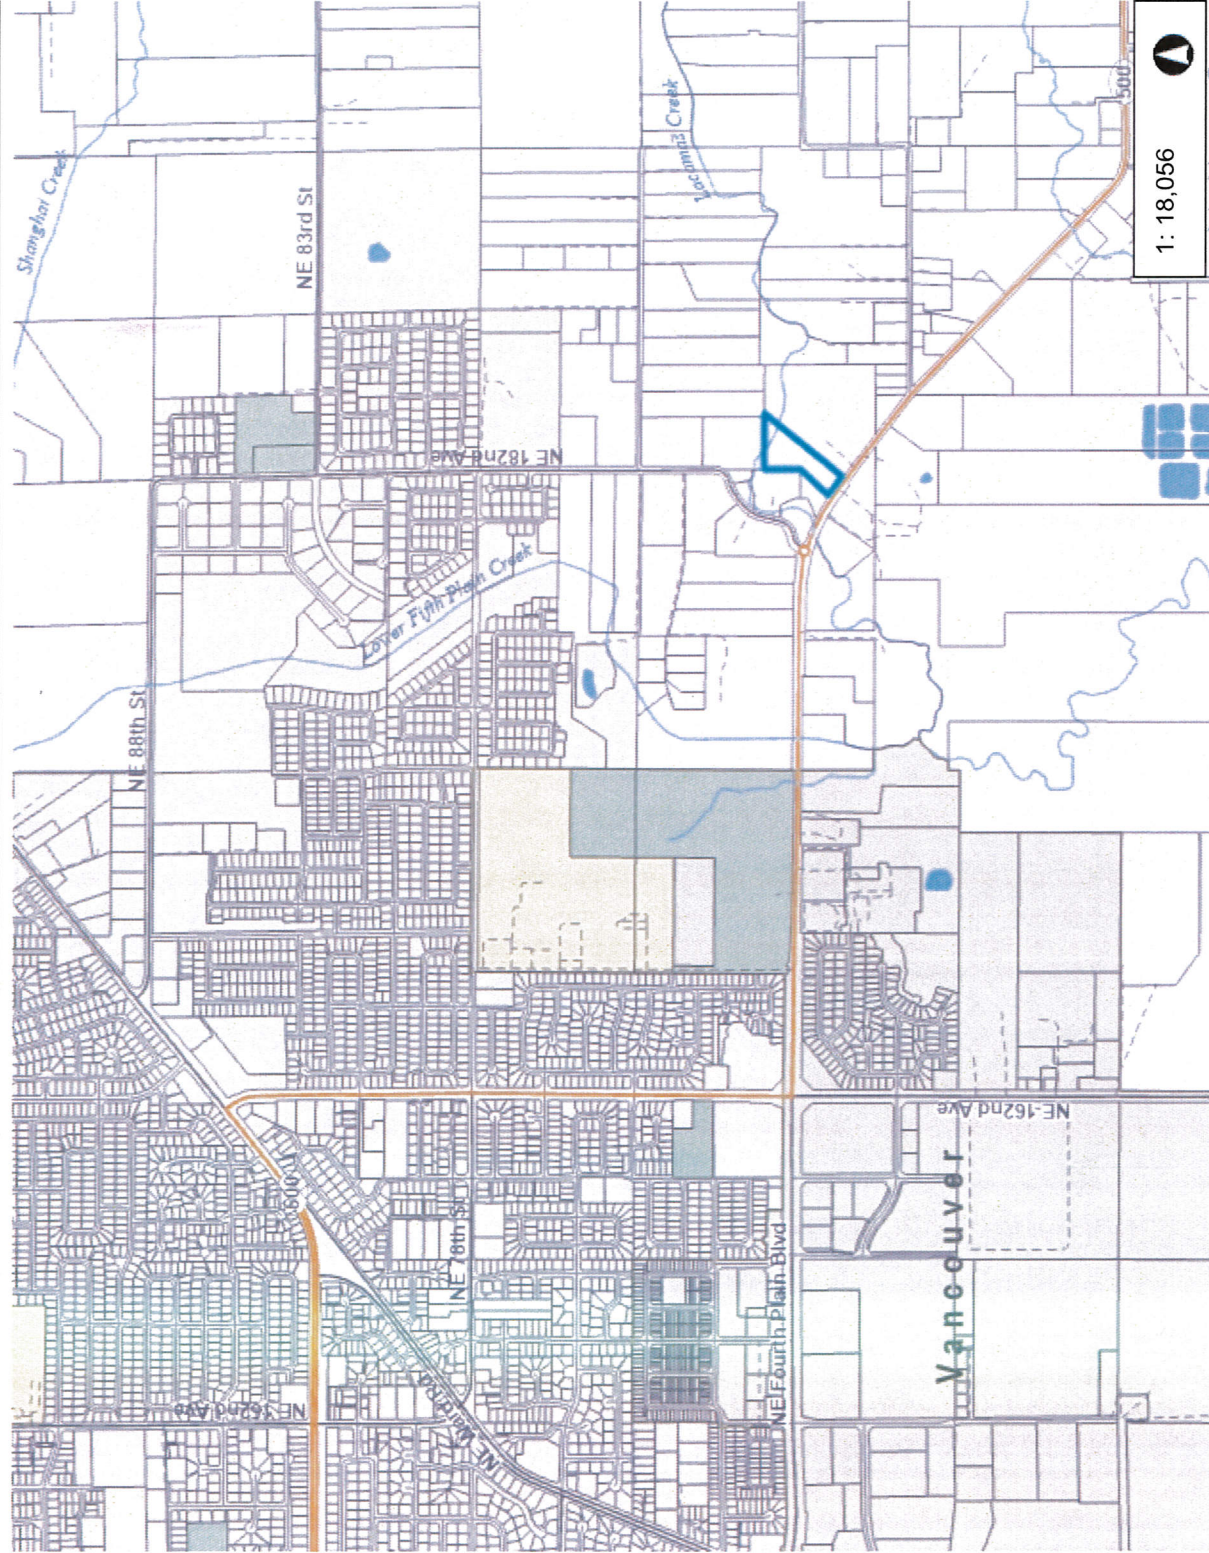 Shanghai Creek
NE 83rd St
Lacamas Creek
500
1: 18,056
NE 182nd Ave
Lower Fifth Plain Creek
NE 88th St
NE 162nd Ave
500
NE 78th St
NE Fourth Plain Blvd
Vancouver
NE 152nd Ave
NE Ward Rd